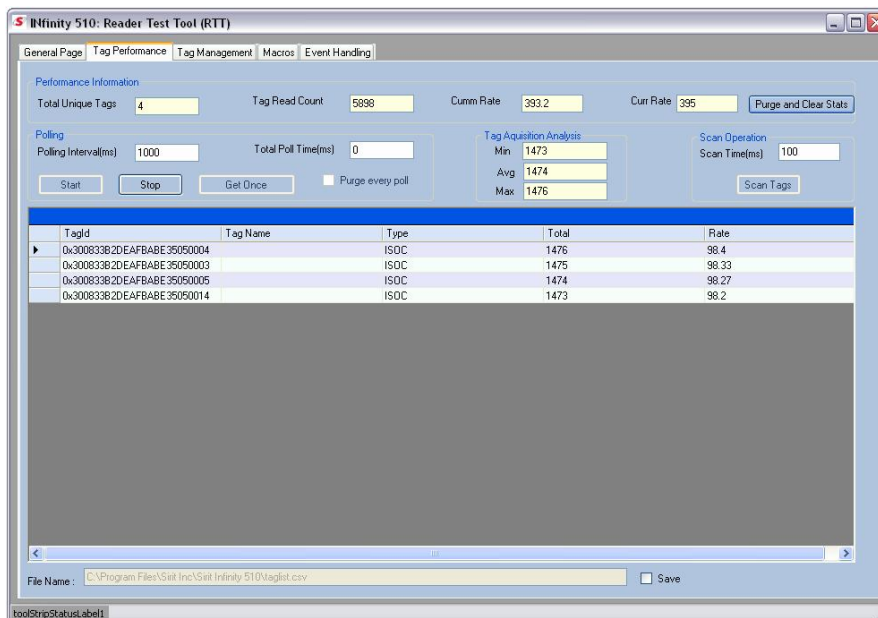 S INfinity 510: Reader Test Tool (RTT)
General Page Tag Performance Tag Management Macros Event Handling
Performance Information
Total Unique Tags 4 Tag Read Count 5898 Cumm Rate 393.2 Curr Rate 395 Purge and Clear Stats
Polling Tag Aquisition Analysis Scan Operation
Polling Interval(ms) 1000 Total Poll Time(ms) 0 Min 1473 Scan Time(ms) 100
Avg 1474
Start Stop Get Once Purge every poll Max 1476 Scan Tags
TagId Tag Name Type Total Rate
0x300833B2DEAFBABE35050004 ISOC 1476 98.4
0x300833B2DEAFBABE35050003 ISOC 1475 98.33
0x300833B2DEAFBABE35050005 ISOC 1474 98.27
0x300833B2DEAFBABE35050014 ISOC 1473 98.2
File Name : C:\Program Files\Sirit Inc\Sirit Infinity 510\taglist.csv Save
toolStripStatusLabel1